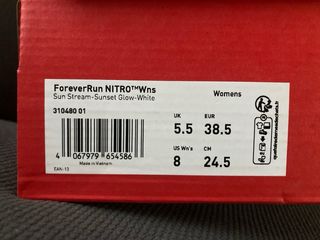 ForeverRun NITRO™Wns
Womens
Sun Stream-Sunset Glow-White
310480 01
UK
EUR
5.5
38.5
US Wn's
CM
8
24.5
4 067979 654586
Made in Vietnam
EAN-13